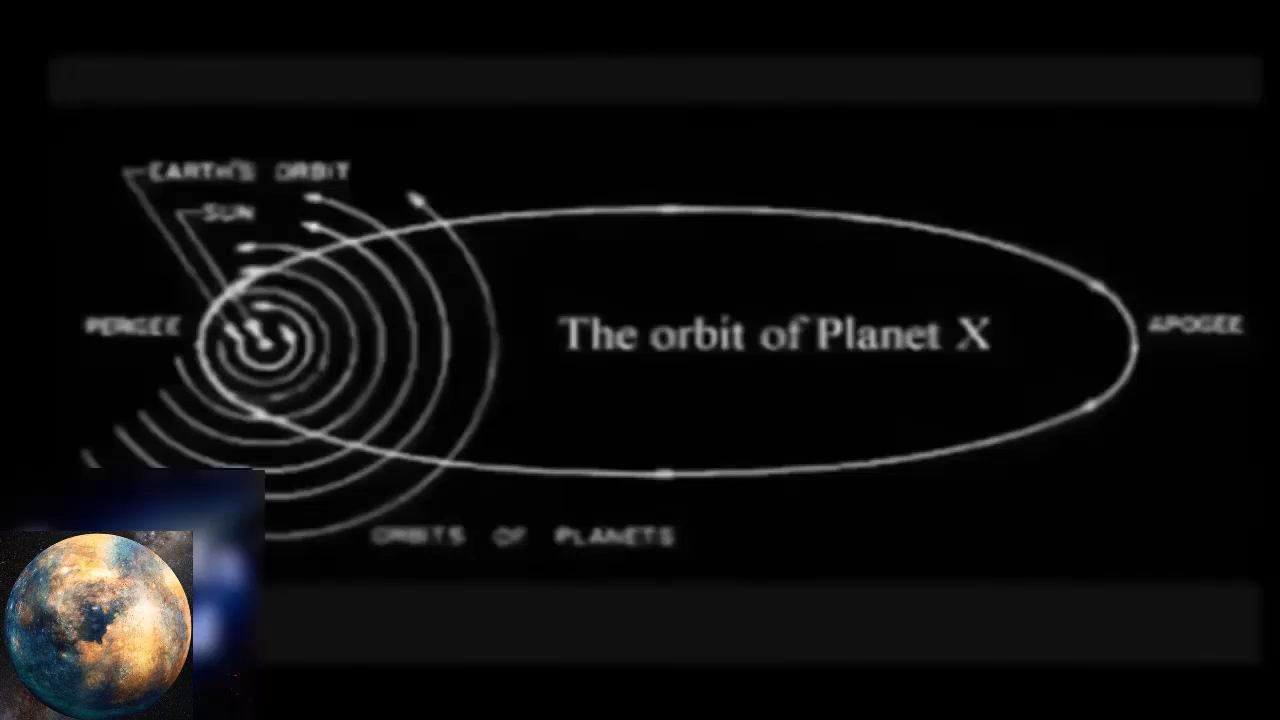 EARTH'S ORBIT
SUN
PERIGEE
The orbit of Planet X
APOGEE
ORBITS OF PLANETS